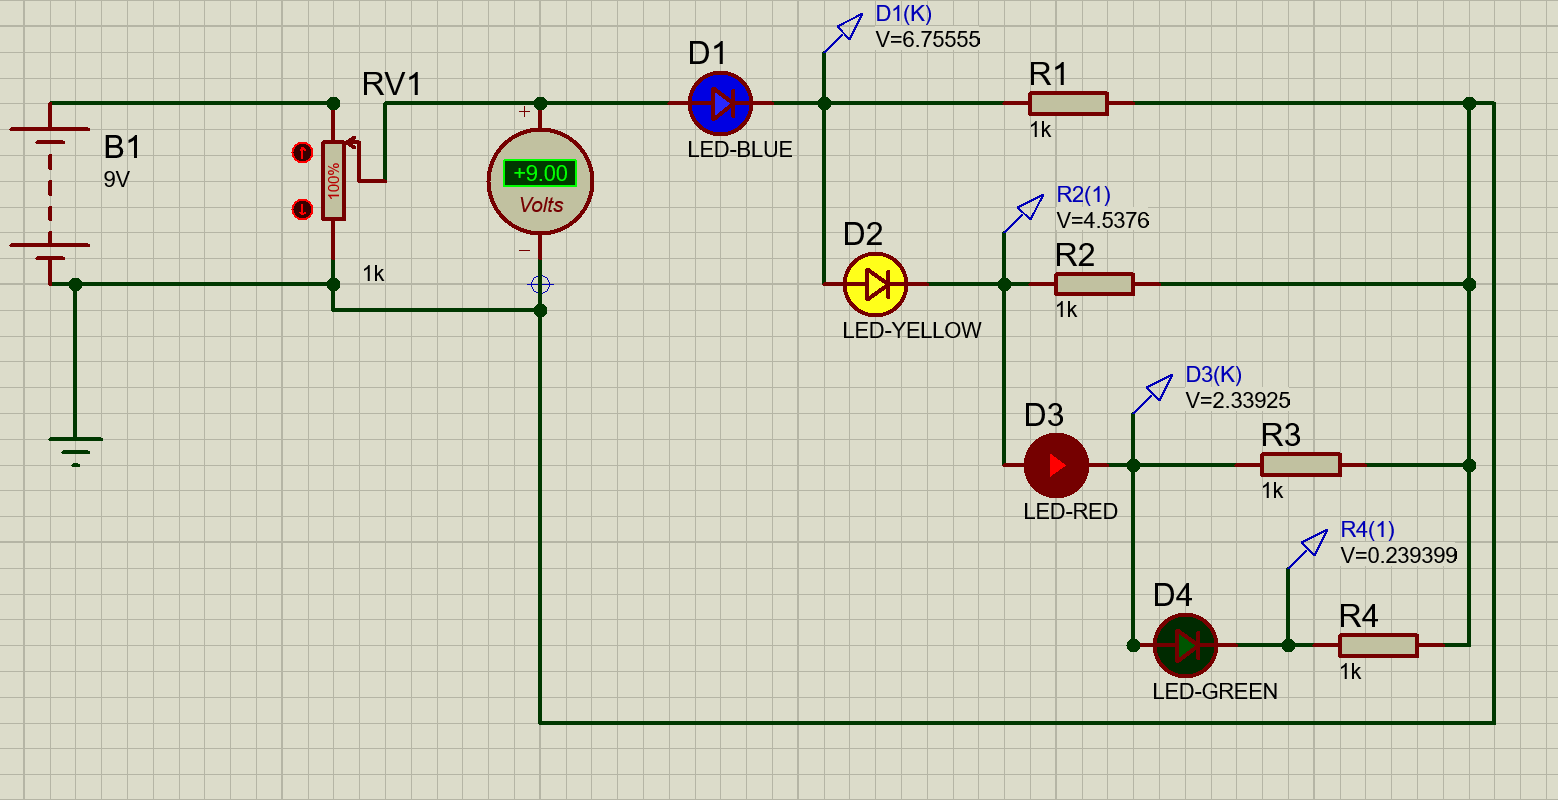 D1(K)
V=6.75555
D1
LED-BLUE
R1
1k
RV1
100%
1k
B1
9V
+
+9.00
Volts
−
R2(1)
V=4.5376
D2
LED-YELLOW
R2
1k
D3(K)
V=2.33925
D3
LED-RED
R3
1k
R4(1)
V=0.239399
D4
LED-GREEN
R4
1k